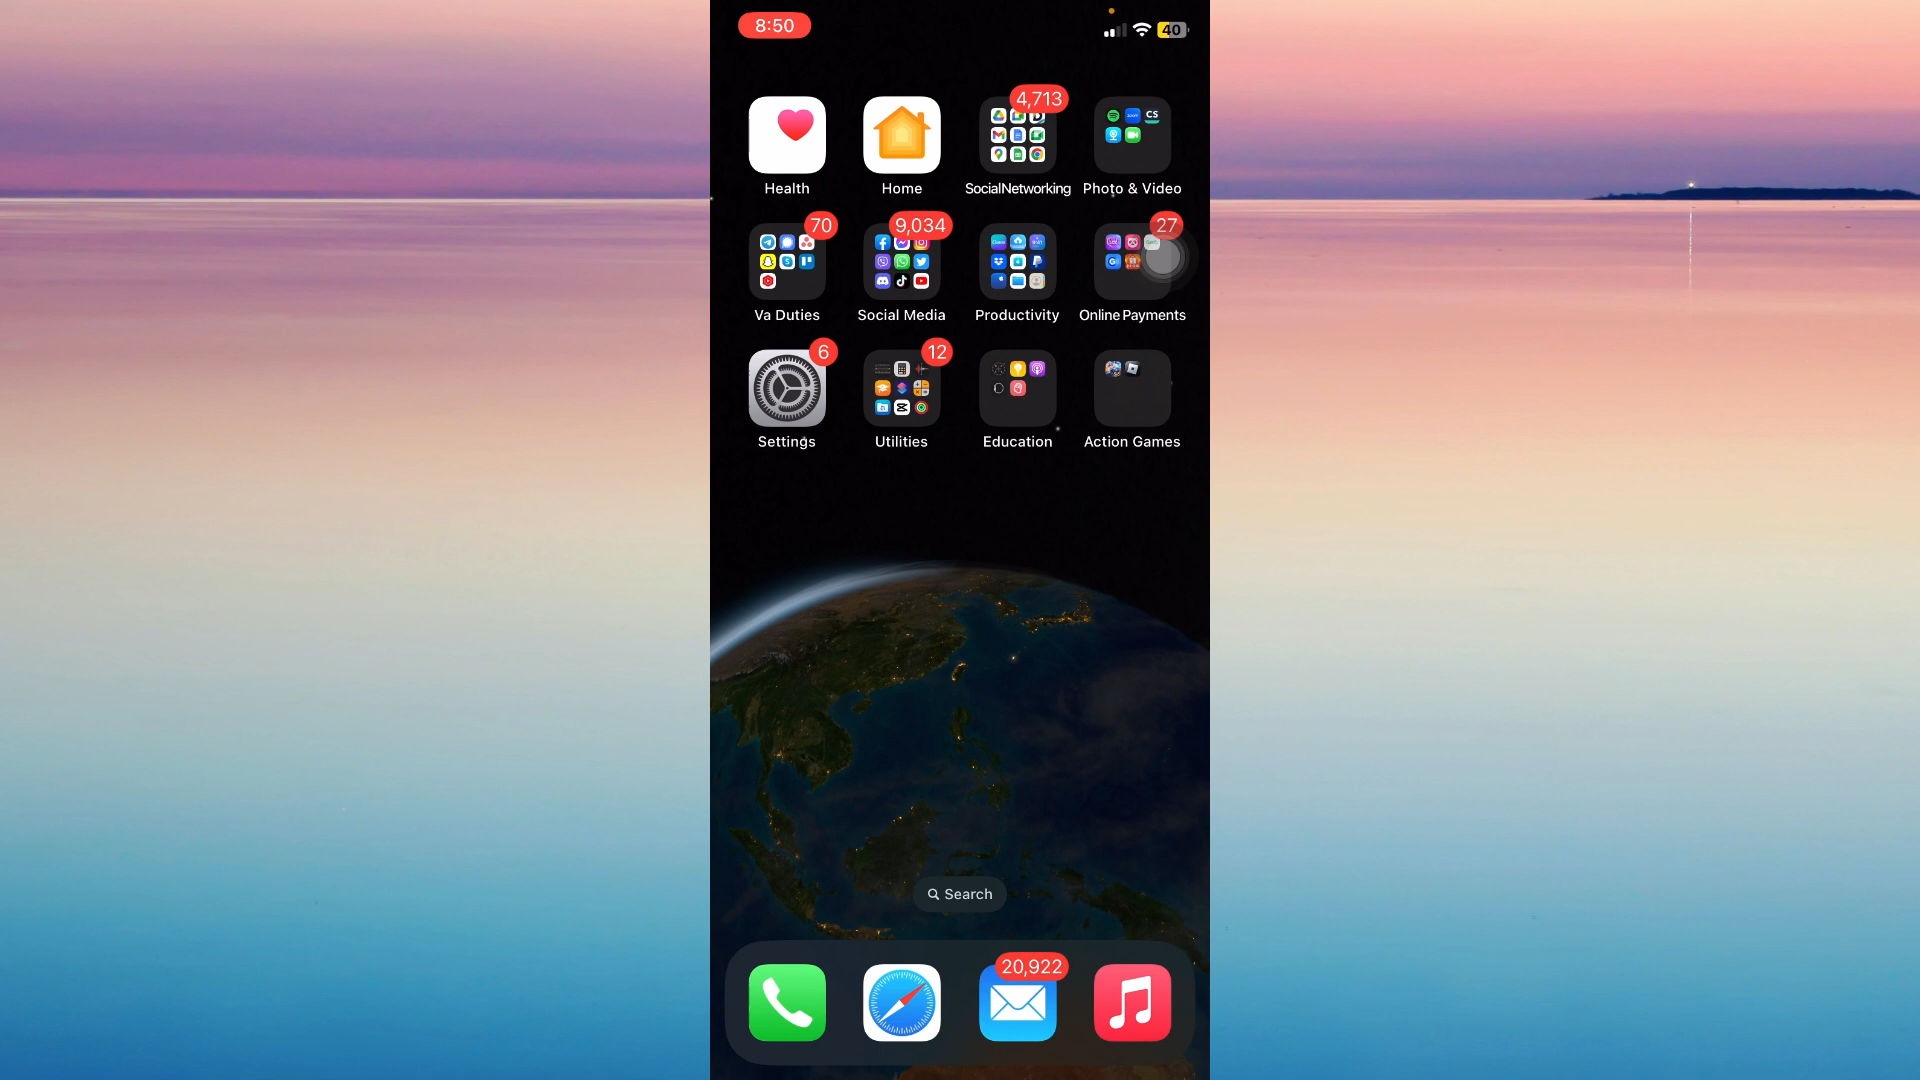 8:50
40
4,713
CS
Health
Home
SocialNetworking
Photo & Video
70
9,034
27
Va Duties
Social Media
Productivity
Online Payments
6
12
Settings
Utilities
Education
Action Games
Search
20,922